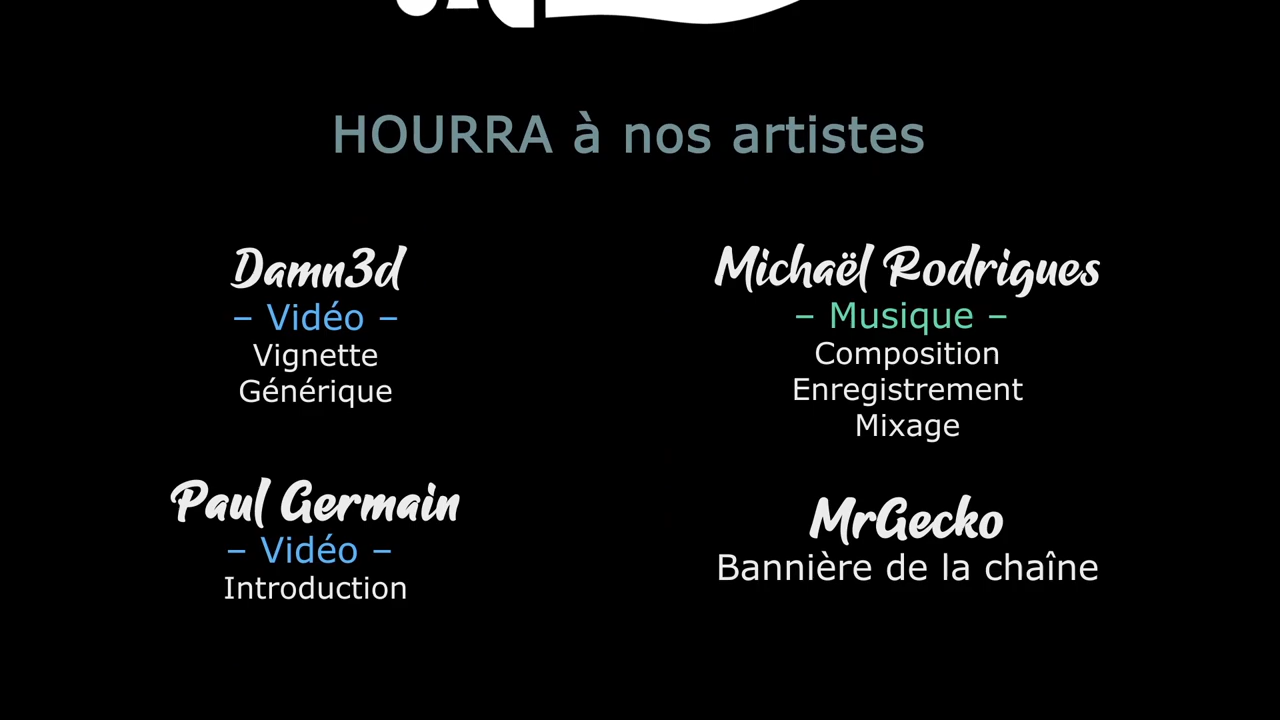 HOURRA à nos artistes
Damn3d
– Vidéo –
Vignette
Générique
Michaël Rodrigues
– Musique –
Composition
Enregistrement
Mixage
Paul Germain
– Vidéo –
Introduction
MrGecko
Bannière de la chaîne